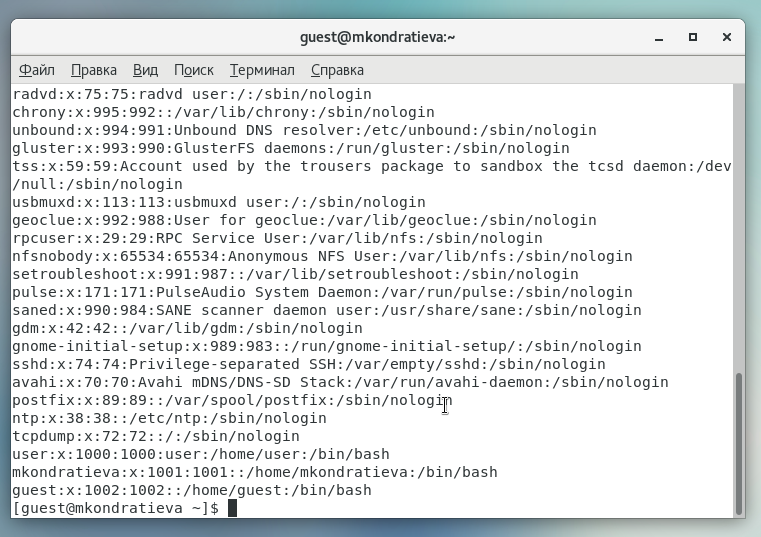 guest@mkondratieva:~
Файл Правка Вид Поиск Терминал Справка
radvd:x:75:75:radvd user:/:/sbin/nologin
chrony:x:995:992::/var/lib/chrony:/sbin/nologin
unbound:x:994:991:Unbound DNS resolver:/etc/unbound:/sbin/nologin
gluster:x:993:990:GlusterFS daemons:/run/gluster:/sbin/nologin
tss:x:59:59:Account used by the trousers package to sandbox the tcsd daemon:/dev
/null:/sbin/nologin
usbmuxd:x:113:113:usbmuxd user:/:/sbin/nologin
geoclue:x:992:988:User for geoclue:/var/lib/geoclue:/sbin/nologin
rpcuser:x:29:29:RPC Service User:/var/lib/nfs:/sbin/nologin
nfsnobody:x:65534:65534:Anonymous NFS User:/var/lib/nfs:/sbin/nologin
setroubleshoot:x:991:987::/var/lib/setroubleshoot:/sbin/nologin
pulse:x:171:171:PulseAudio System Daemon:/var/run/pulse:/sbin/nologin
saned:x:990:984:SANE scanner daemon user:/usr/share/sane:/sbin/nologin
gdm:x:42:42::/var/lib/gdm:/sbin/nologin
gnome-initial-setup:x:989:983::/run/gnome-initial-setup/:/sbin/nologin
sshd:x:74:74:Privilege-separated SSH:/var/empty/sshd:/sbin/nologin
avahi:x:70:70:Avahi mDNS/DNS-SD Stack:/var/run/avahi-daemon:/sbin/nologin
postfix:x:89:89::/var/spool/postfix:/sbin/nologin
ntp:x:38:38::/etc/ntp:/sbin/nologin
tcpdump:x:72:72::/:/sbin/nologin
user:x:1000:1000:user:/home/user:/bin/bash
mkondratieva:x:1001:1001::/home/mkondratieva:/bin/bash
guest:x:1002:1002::/home/guest:/bin/bash
[guest@mkondratieva ~]$